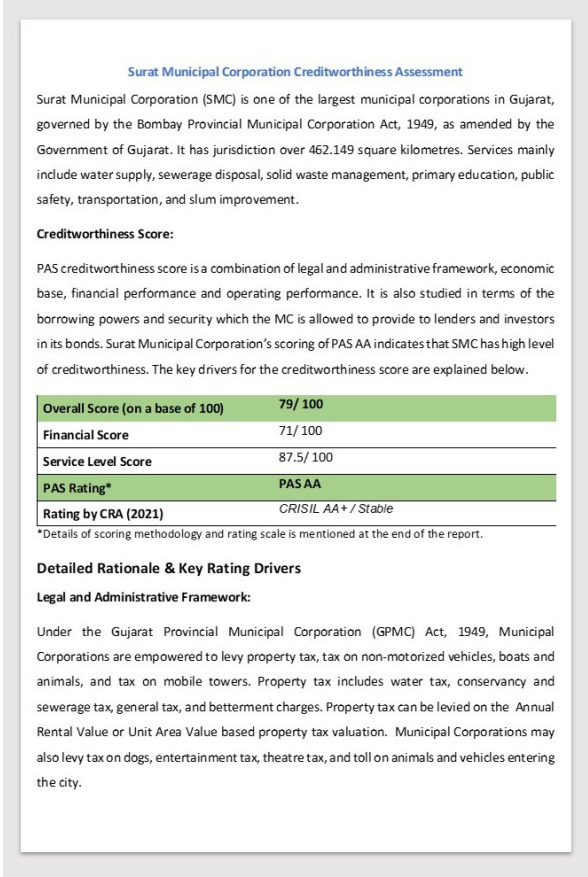 Surat Municipal Corporation Creditworthiness Assessment
Surat Municipal Corporation (SMC) is one of the largest municipal corporations in Gujarat,
governed by the Bombay Provincial Municipal Corporation Act, 1949, as amended by the
Government of Gujarat. It has jurisdiction over 462.149 square kilometres. Services mainly
include water supply, sewerage disposal, solid waste management, primary education, public
safety, transportation, and slum improvement.
Creditworthiness Score:
PAS creditworthiness score is a combination of legal and administrative framework, economic
base, financial performance and operating performance. It is also studied in terms of the
borrowing powers and security which the MC is allowed to provide to lenders and investors
in its bonds. Surat Municipal Corporation's scoring of PAS AA indicates that SMC has high level
of creditworthiness. The key drivers for the creditworthiness score are explained below.
Overall Score (on a base of 100) 79/ 100
Financial Score 71/ 100
Service Level Score 87.5/ 100
PAS Rating* PAS AA
Rating by CRA (2021) CRISIL AA+ / Stable
*Details of scoring methodology and rating scale is mentioned at the end of the report.
Detailed Rationale & Key Rating Drivers
Legal and Administrative Framework:
Under the Gujarat Provincial Municipal Corporation (GPMC) Act, 1949, Municipal
Corporations are empowered to levy property tax, tax on non-motorized vehicles, boats and
animals, and tax on mobile towers. Property tax includes water tax, conservancy and
sewerage tax, general tax, and betterment charges. Property tax can be levied on the Annual
Rental Value or Unit Area Value based property tax valuation. Municipal Corporations may
also levy tax on dogs, entertainment tax, theatre tax, and toll on animals and vehicles entering
the city.